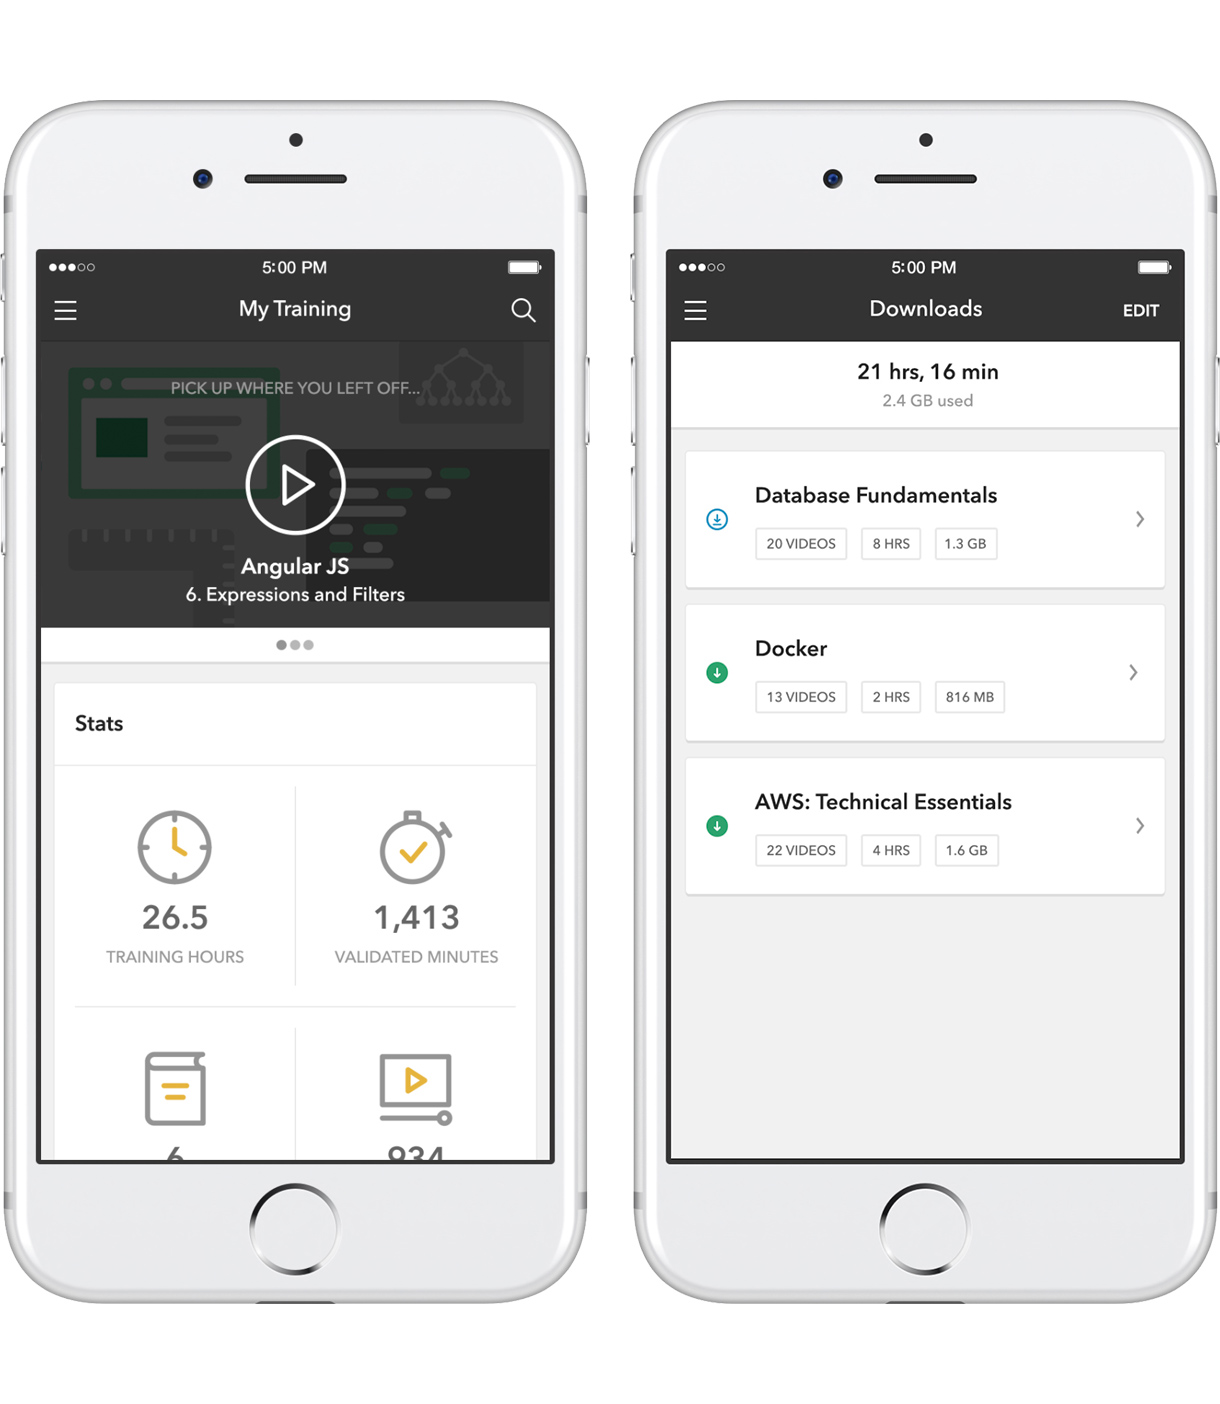 5:00 PM
My Training
PICK UP WHERE YOU LEFT OFF...
Angular JS
6. Expressions and Filters
Stats
26.5
TRAINING HOURS
1,413
VALIDATED MINUTES
6
934
5:00 PM
Downloads
EDIT
21 hrs, 16 min
2.4 GB used
Database Fundamentals
20 VIDEOS
8 HRS
1.3 GB
Docker
13 VIDEOS
2 HRS
816 MB
AWS: Technical Essentials
22 VIDEOS
4 HRS
1.6 GB